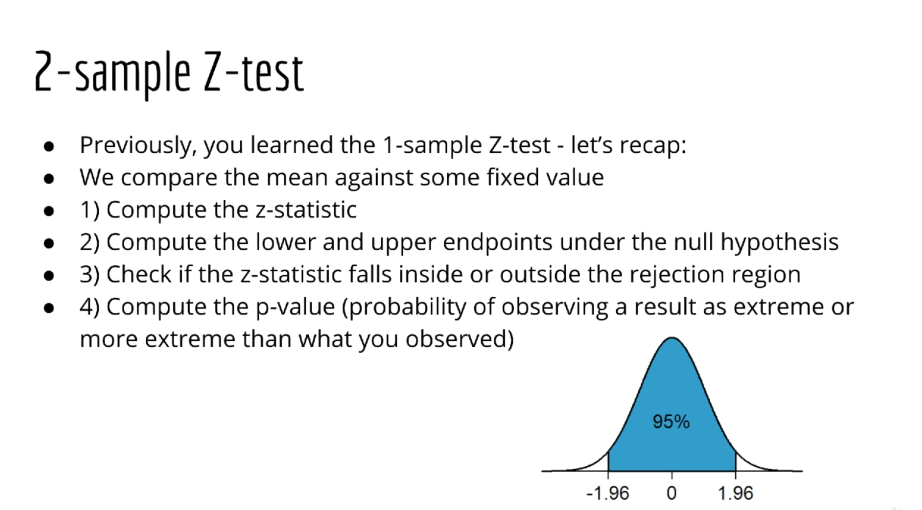 2-sample Z-test
● Previously, you learned the 1-sample Z-test - let's recap:
● We compare the mean against some fixed value
● 1) Compute the z-statistic
● 2) Compute the lower and upper endpoints under the null hypothesis
● 3) Check if the z-statistic falls inside or outside the rejection region
● 4) Compute the p-value (probability of observing a result as extreme or
more extreme than what you observed)
95%
-1.96 0 1.96